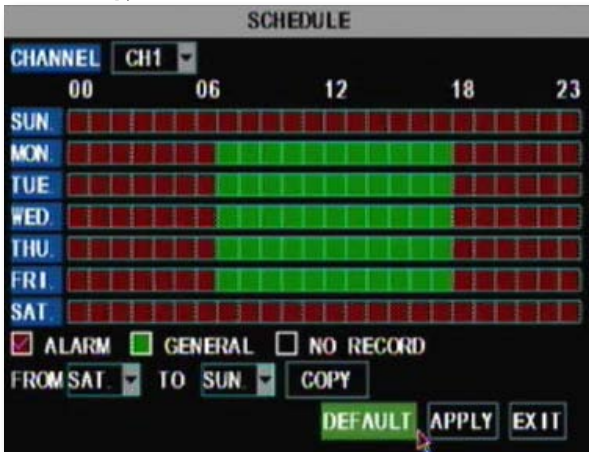 SCHEDULE
CHANNEL CH1
00 06 12 18 23
SUN.
MON.
TUE
WED.
THU.
FRI.
SAT.
ALARM GENERAL NO RECORD
FROM SAT. TO SUN. COPY
DEFAULT APPLY EXIT